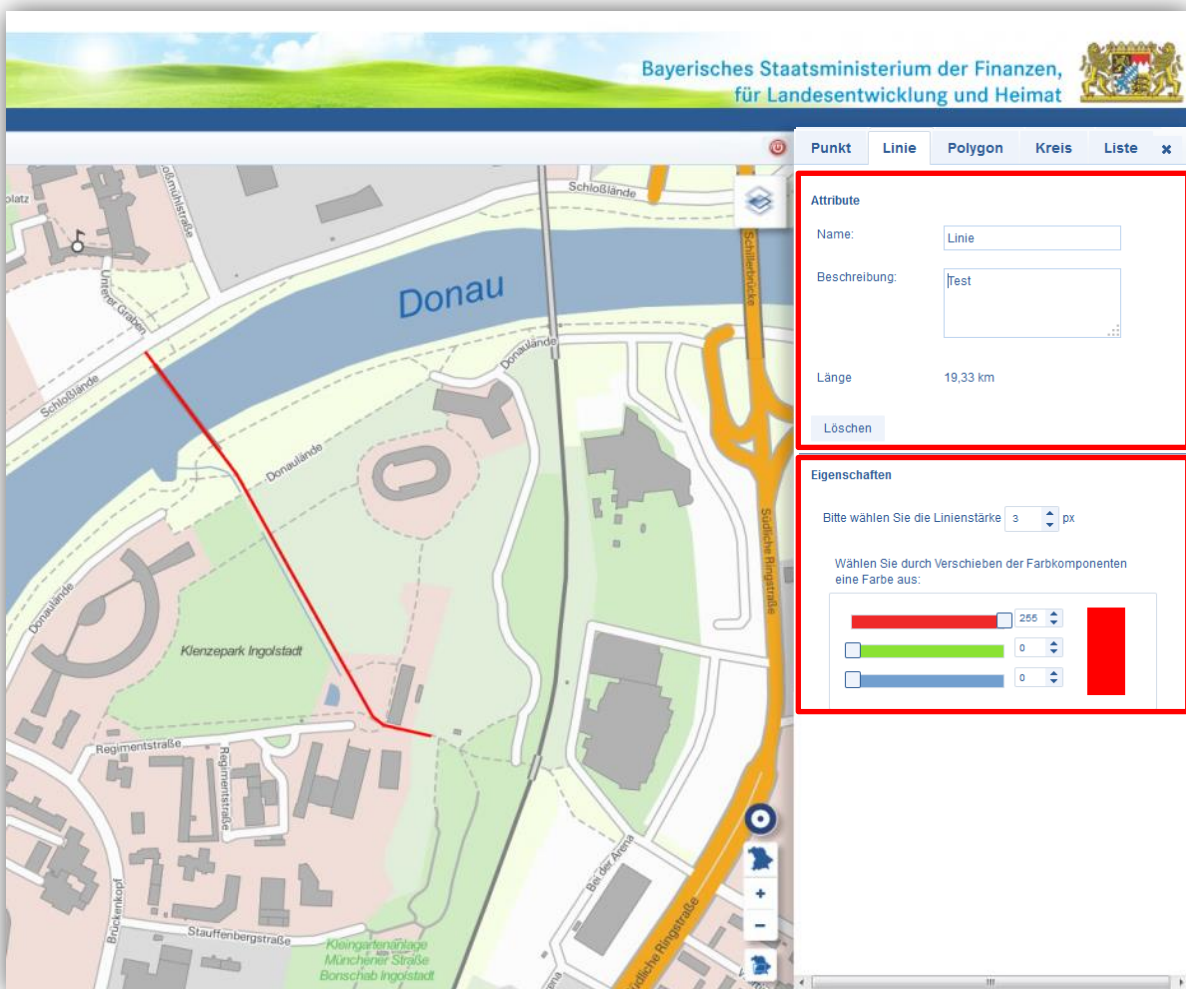 Bayerisches Staatsministerium der Finanzen,
für Landesentwicklung und Heimat
Punkt Linie Polygon Kreis Liste
Attribute
Name: Linie
Beschreibung: Test
Länge 19,33 km
Löschen
Eigenschaften
Bitte wählen Sie die Linienstärke 3 px
Wählen Sie durch Verschieben der Farbkomponenten
eine Farbe aus:
255
0
0
platz
oßmühlstraße
Schloßlände
Schillerbrücke
Unterer Graben
Donau
Donaulände
Schloßlände
Donaulände
Südliche Ringstraße
Donaulände
Klenzepark Ingolstadt
Regimentstraße
Regimentstraße
Bei der Arena
Brückenkopf
Stauffenbergstraße
Kleingartenanlage
Münchener Straße
Bonschab Ingolstadt
dliche Ringstraße
+
−